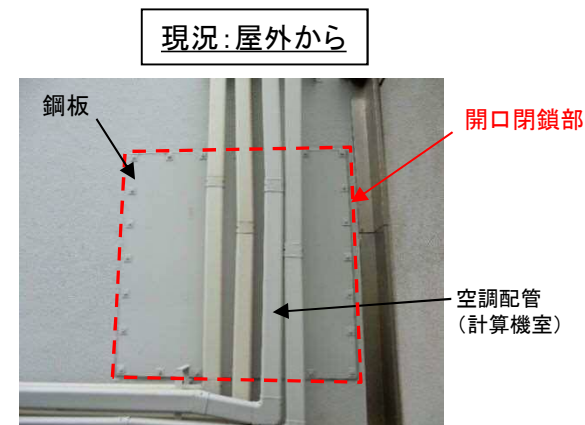 現況：屋外から
鋼板
開口閉鎖部
空調配管
（計算機室）